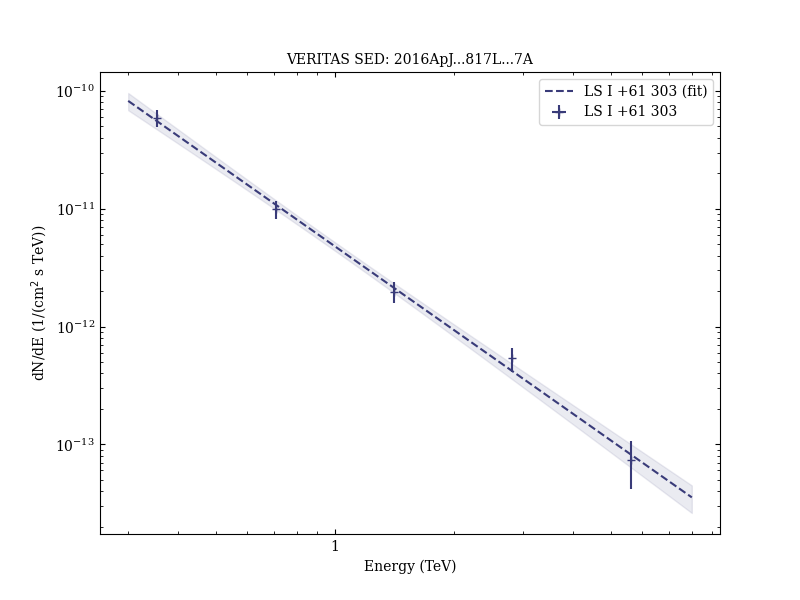 VERITAS SED: 2016ApJ...817L...7A
LS I +61 303 (fit)
LS I +61 303
10⁻¹⁰
10⁻¹¹
10⁻¹²
10⁻¹³
dN/dE (1/(cm² s TeV))
1
Energy (TeV)